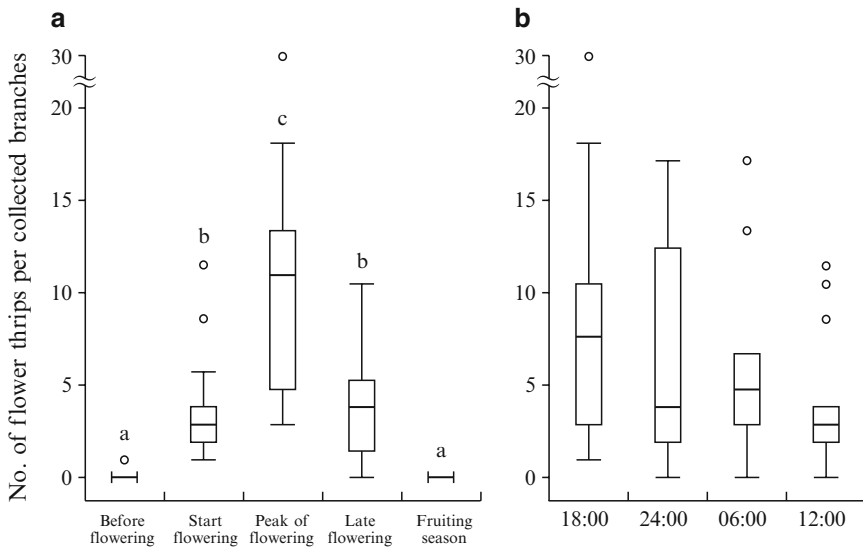 a
No. of flower thrips per collected branches
30
20
15
10
5
0
a
b
c
b
a
Before
flowering
Start
flowering
Peak of
flowering
Late
flowering
Fruiting
season
b
30
20
15
10
5
0
18:00
24:00
06:00
12:00